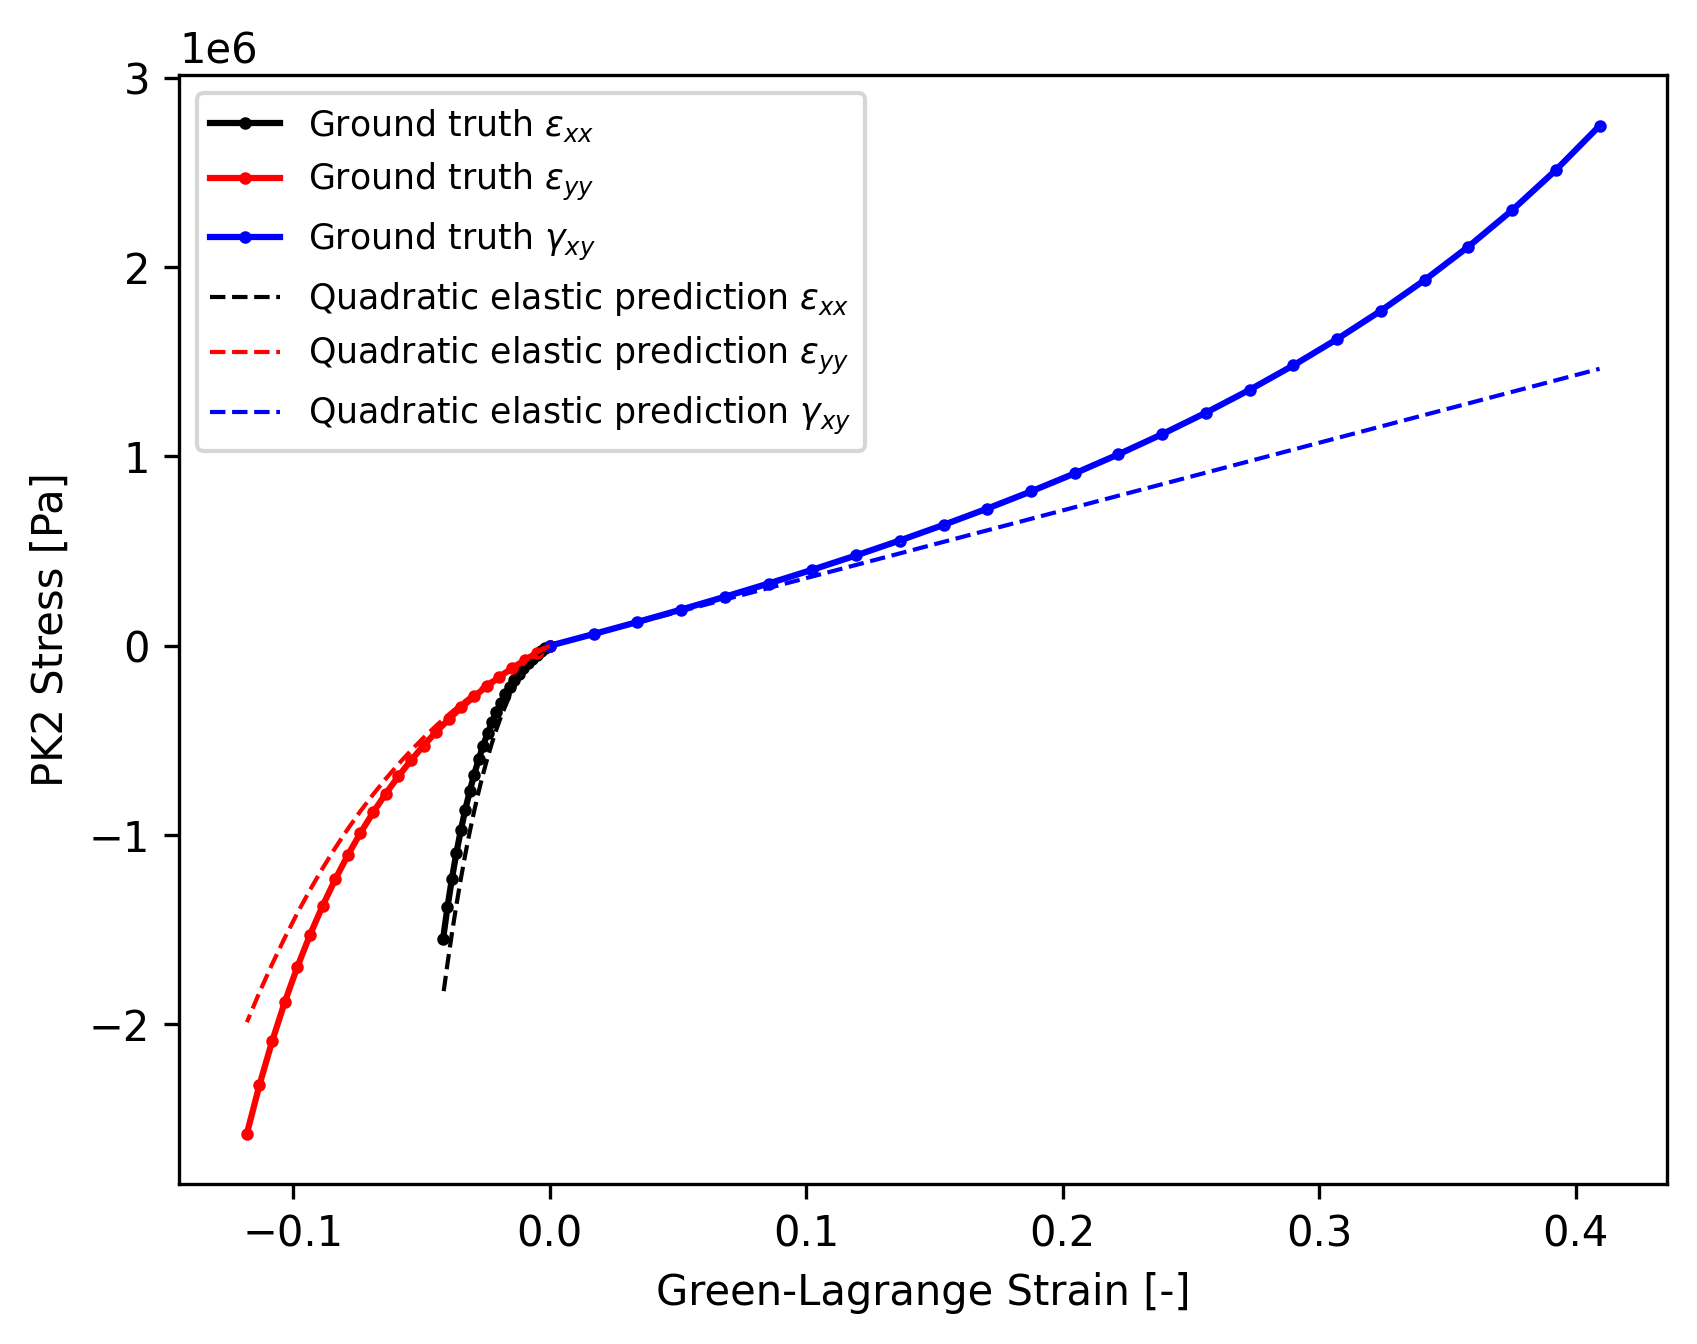 1e6
3
2
1
0
−1
−2
PK2 Stress [Pa]
Ground truth εxx
Ground truth εyy
Ground truth γxy
Quadratic elastic prediction εxx
Quadratic elastic prediction εyy
Quadratic elastic prediction γxy
−0.1 0.0 0.1 0.2 0.3 0.4
Green-Lagrange Strain [-]